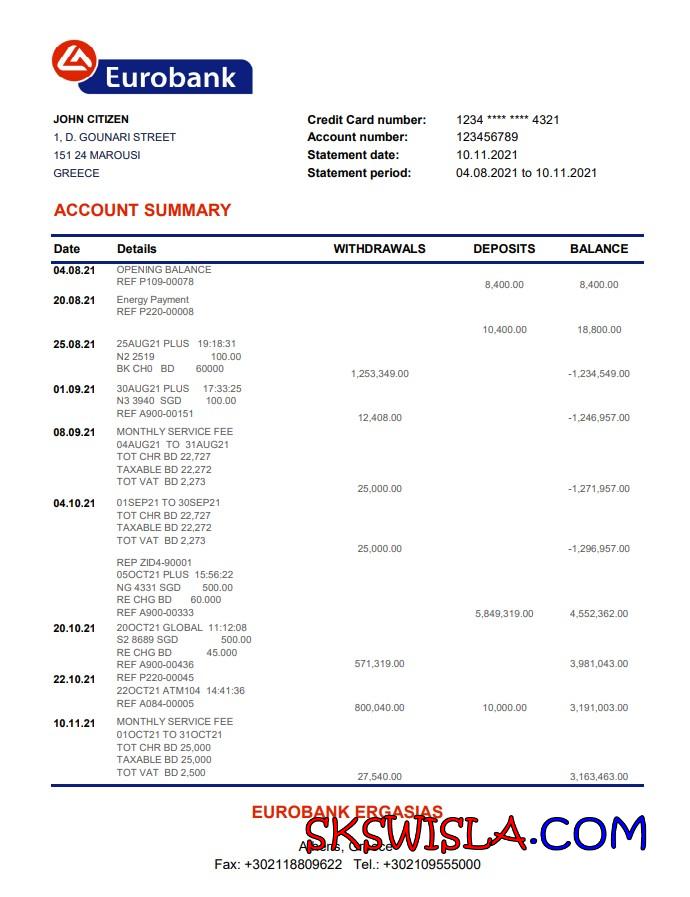 Eurobank
JOHN CITIZEN
1, D. GOUNARI STREET
151 24 MAROUSI
GREECE
Credit Card number: 1234 **** **** 4321
Account number: 123456789
Statement date: 10.11.2021
Statement period: 04.08.2021 to 10.11.2021
ACCOUNT SUMMARY
Date Details WITHDRAWALS DEPOSITS BALANCE
04.08.21 OPENING BALANCE
REF P109-00078
8,400.00 8,400.00
20.08.21 Energy Payment
REF P220-00008
10,400.00 18,800.00
25.08.21 25AUG21 PLUS 19:18:31
N2 2519 100.00
BK CH0 BD 60000
1,253,349.00 -1,234,549.00
01.09.21 30AUG21 PLUS 17:33:25
N3 3940 SGD 100.00
REF A900-00151
12,408.00 -1,246,957.00
08.09.21 MONTHLY SERVICE FEE
04AUG21 TO 31AUG21
TOT CHR BD 22,727
TAXABLE BD 22,272
TOT VAT BD 2,273
25,000.00 -1,271,957.00
04.10.21 01SEP21 TO 30SEP21
TOT CHR BD 22,727
TAXABLE BD 22,272
TOT VAT BD 2,273
25,000.00 -1,296,957.00
REP ZID4-90001
05OCT21 PLUS 15:56:22
NG 4331 SGD 500.00
RE CHG BD 60.000
REF A900-00333
5,849,319.00 4,552,362.00
20.10.21 20OCT21 GLOBAL 11:12:08
S2 8689 SGD 500.00
RE CHG BD 45.000
REF A900-00436
571,319.00 3,981,043.00
22.10.21 REF P220-00045
22OCT21 ATM104 14:41:36
REF A084-00005
800,040.00 10,000.00 3,191,003.00
10.11.21 MONTHLY SERVICE FEE
01OCT21 TO 31OCT21
TOT CHR BD 25,000
TAXABLE BD 25,000
TOT VAT BD 2,500
27,540.00 3,163,463.00
EUROBANK ERGASIAS
SKSWISLA.COM
Athens, Greece
Fax: +302118809622 Tel.: +302109555000